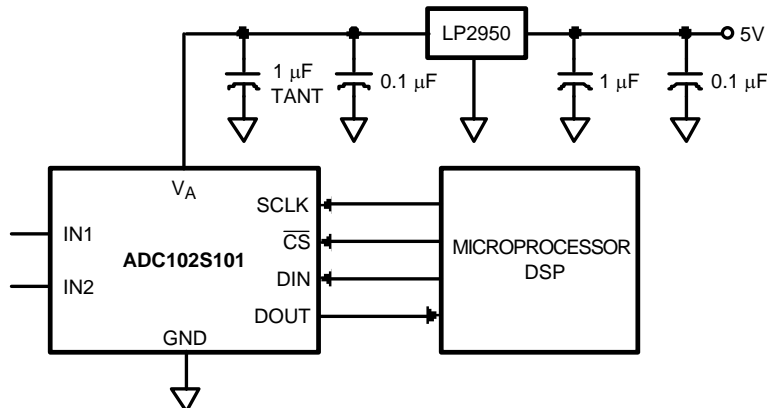 LP2950
5V
1 μF
TANT
0.1 μF
1 μF
0.1 μF
VA
IN1
IN2
ADC102S101
SCLK
CS
DIN
DOUT
GND
MICROPROCESSOR
DSP